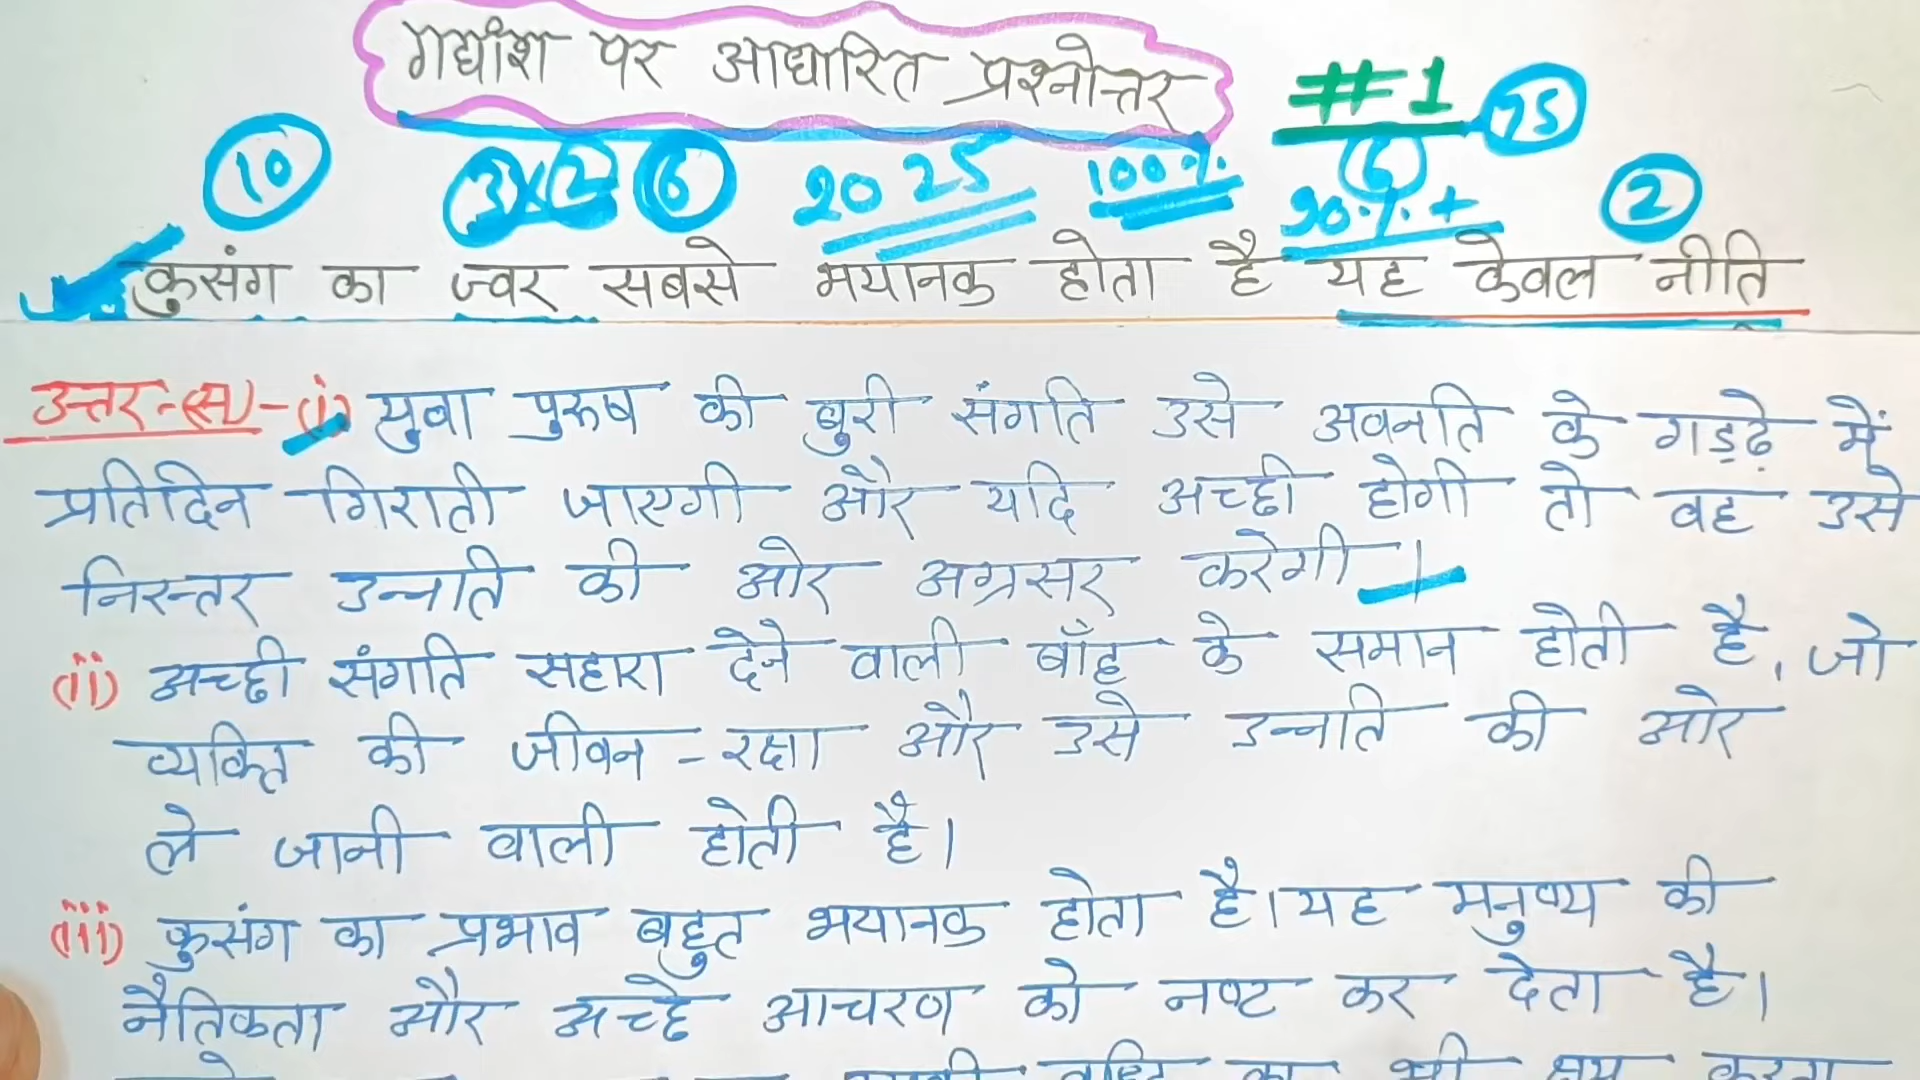 गद्यांश पर आधारित प्रश्नोत्तर #1 75
10 3x2 6 2025 100% 6 90%+ 2
कुसंग का ज्वर सबसे भयानक होता है यह केवल नीति
उत्तर-(स)-(i) युवा पुरुष की बुरी संगति उसे अवनति के गड्ढे में
प्रतिदिन गिराती जाएगी और यदि अच्छी होगी तो वह उसे
निरन्तर उन्नति की ओर अग्रसर करेगी।
(ii) अच्छी संगति सहारा देने वाली बाँह के समान होती है, जो
व्यक्ति की जीवन-रक्षा और उसे उन्नति की ओर
ले जानी वाली होती है।
(iii) कुसंग का प्रभाव बहुत भयानक होता है। यह मनुष्य की
नैतिकता और अच्छे आचरण को नष्ट कर देता है।